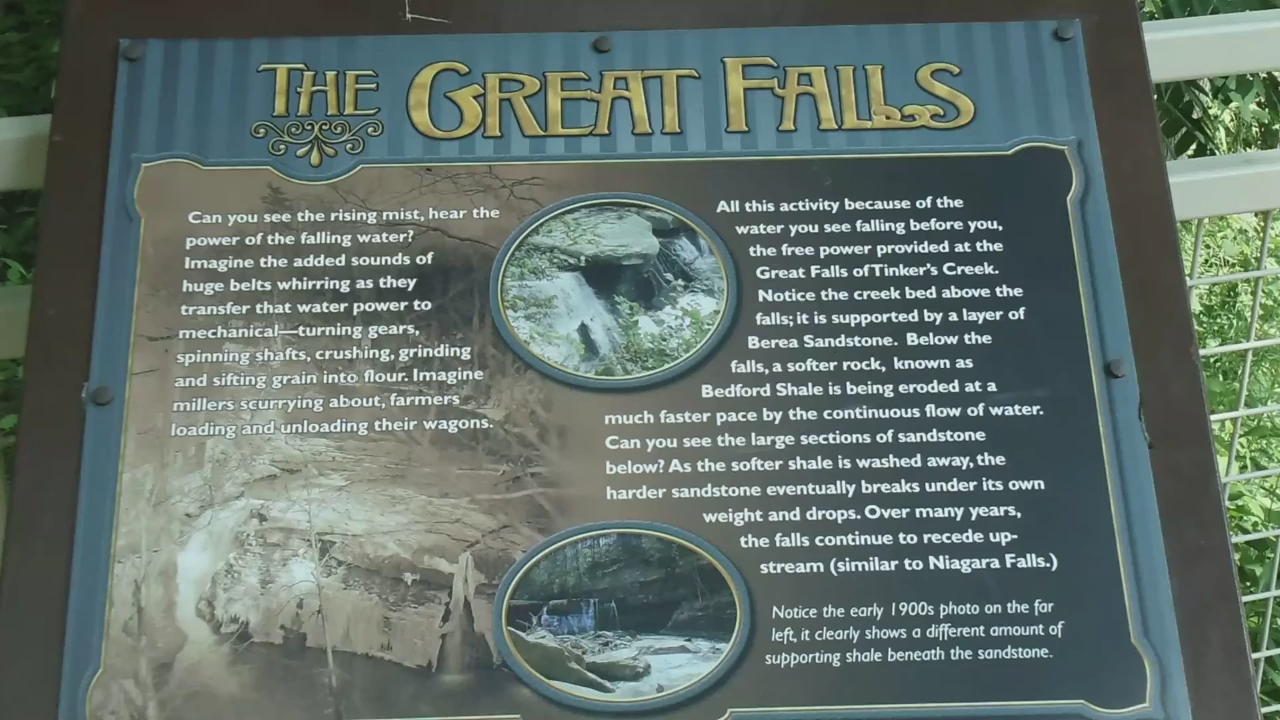 THE GREAT FALLS
Can you see the rising mist, hear the
power of the falling water?
Imagine the added sounds of
huge belts whirring as they
transfer that water power to
mechanical—turning gears,
spinning shafts, crushing, grinding
and sifting grain into flour. Imagine
millers scurrying about, farmers
loading and unloading their wagons.
All this activity because of the
water you see falling before you,
the free power provided at the
Great Falls of Tinker's Creek.
Notice the creek bed above the
falls; it is supported by a layer of
Berea Sandstone. Below the
falls, a softer rock, known as
Bedford Shale is being eroded at a
much faster pace by the continuous flow of water.
Can you see the large sections of sandstone
below? As the softer shale is washed away, the
harder sandstone eventually breaks under its own
weight and drops. Over many years,
the falls continue to recede up-
stream (similar to Niagara Falls.)
Notice the early 1900s photo on the far
left, it clearly shows a different amount of
supporting shale beneath the sandstone.